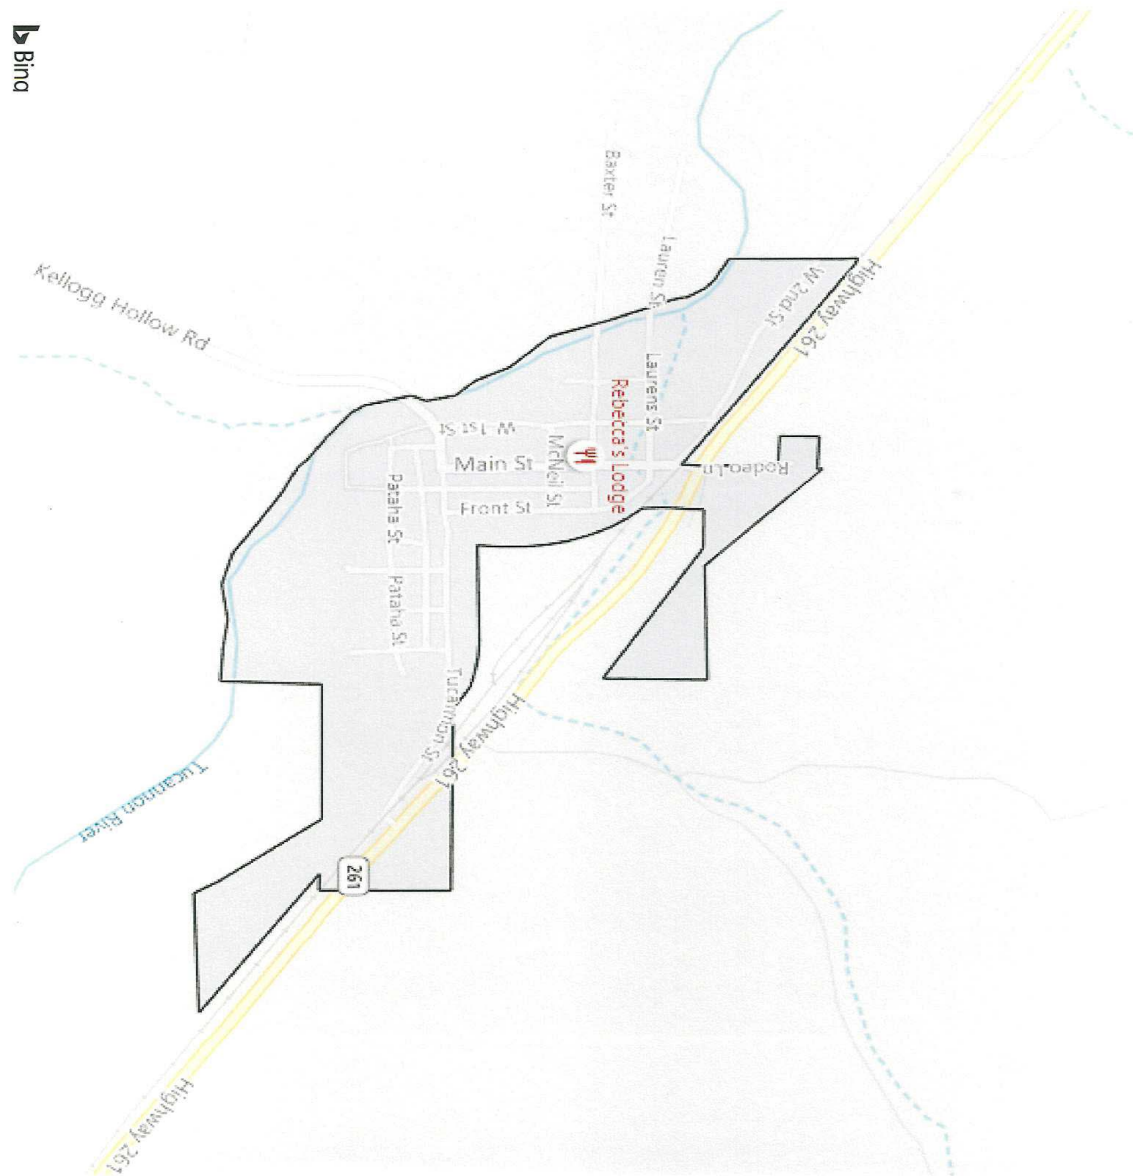 Bing
Baxter St
Lauren St
W 2nd St
Highway 261
Kellogg Hollow Rd
Laurens St
Rebecca's Lodge
W 1st St
McNeil St
Main St
Rodeo Ln
Front St
Pataha St
Pataha St
Tucannon St
Highway 261
Tucannon River
261
Highway 261